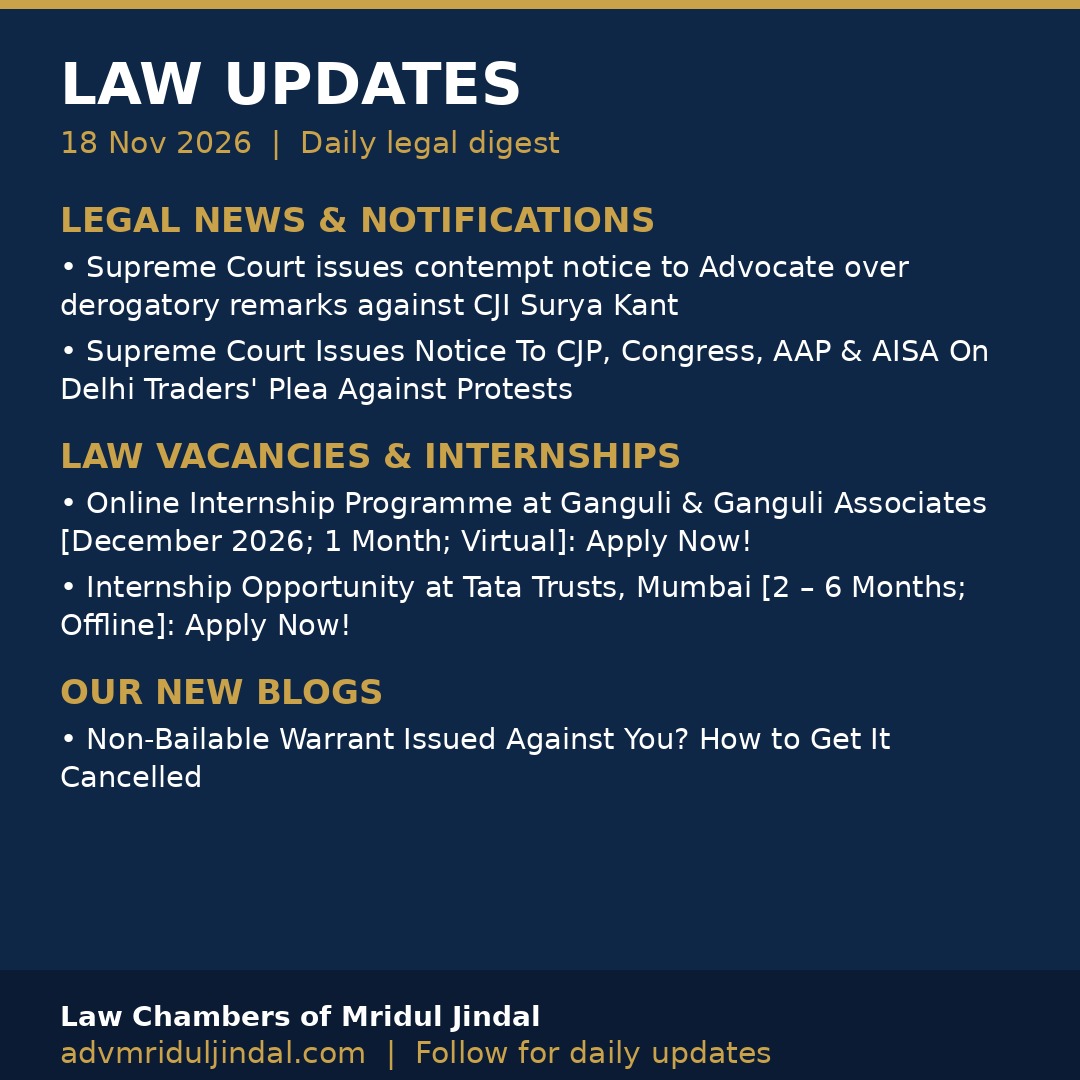 LAW UPDATES
18 Nov 2026  |  Daily legal digest
LEGAL NEWS & NOTIFICATIONS
• Supreme Court issues contempt notice to Advocate over
derogatory remarks against CJI Surya Kant
• Supreme Court Issues Notice To CJP, Congress, AAP & AISA On
Delhi Traders' Plea Against Protests
LAW VACANCIES & INTERNSHIPS
• Online Internship Programme at Ganguli & Ganguli Associates
[December 2026; 1 Month; Virtual]: Apply Now!
• Internship Opportunity at Tata Trusts, Mumbai [2 – 6 Months;
Offline]: Apply Now!
OUR NEW BLOGS
• Non-Bailable Warrant Issued Against You? How to Get It
Cancelled
Law Chambers of Mridul Jindal
advmriduljindal.com  |  Follow for daily updates